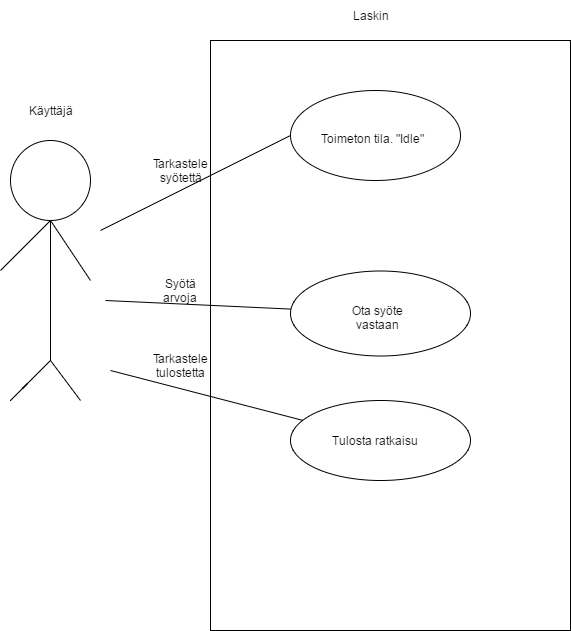 Laskin
Käyttäjä
Toimeton tila. "Idle"
Tarkastele
syötettä
Syötä
arvoja
Ota syöte
vastaan
Tarkastele
tulostetta
Tulosta ratkaisu